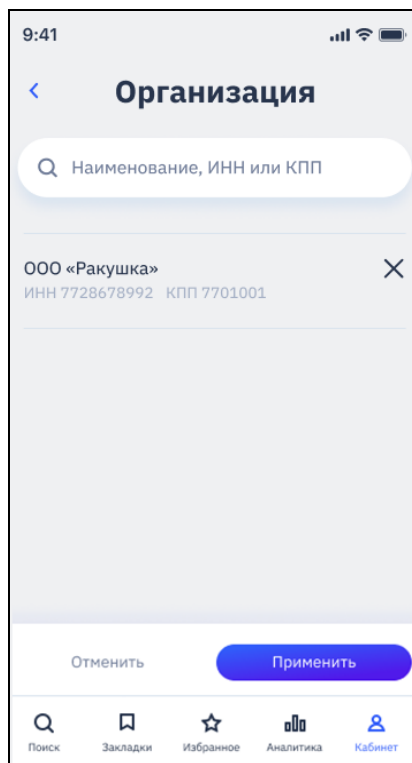 9:41
Организация
Наименование, ИНН или КПП
ООО «Ракушка»
ИНН 7728678992 КПП 7701001
Отменить Применить
Поиск Закладки Избранное Аналитика Кабинет